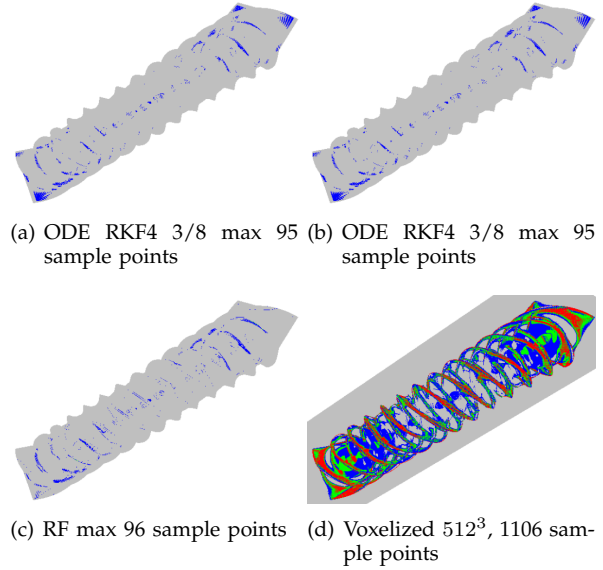 (a) ODE RKF4 3/8 max 95
sample points
(b) ODE RKF4 3/8 max 95
sample points
(c) RF max 96 sample points
(d) Voxelized 512³, 1106 sam-
ple points